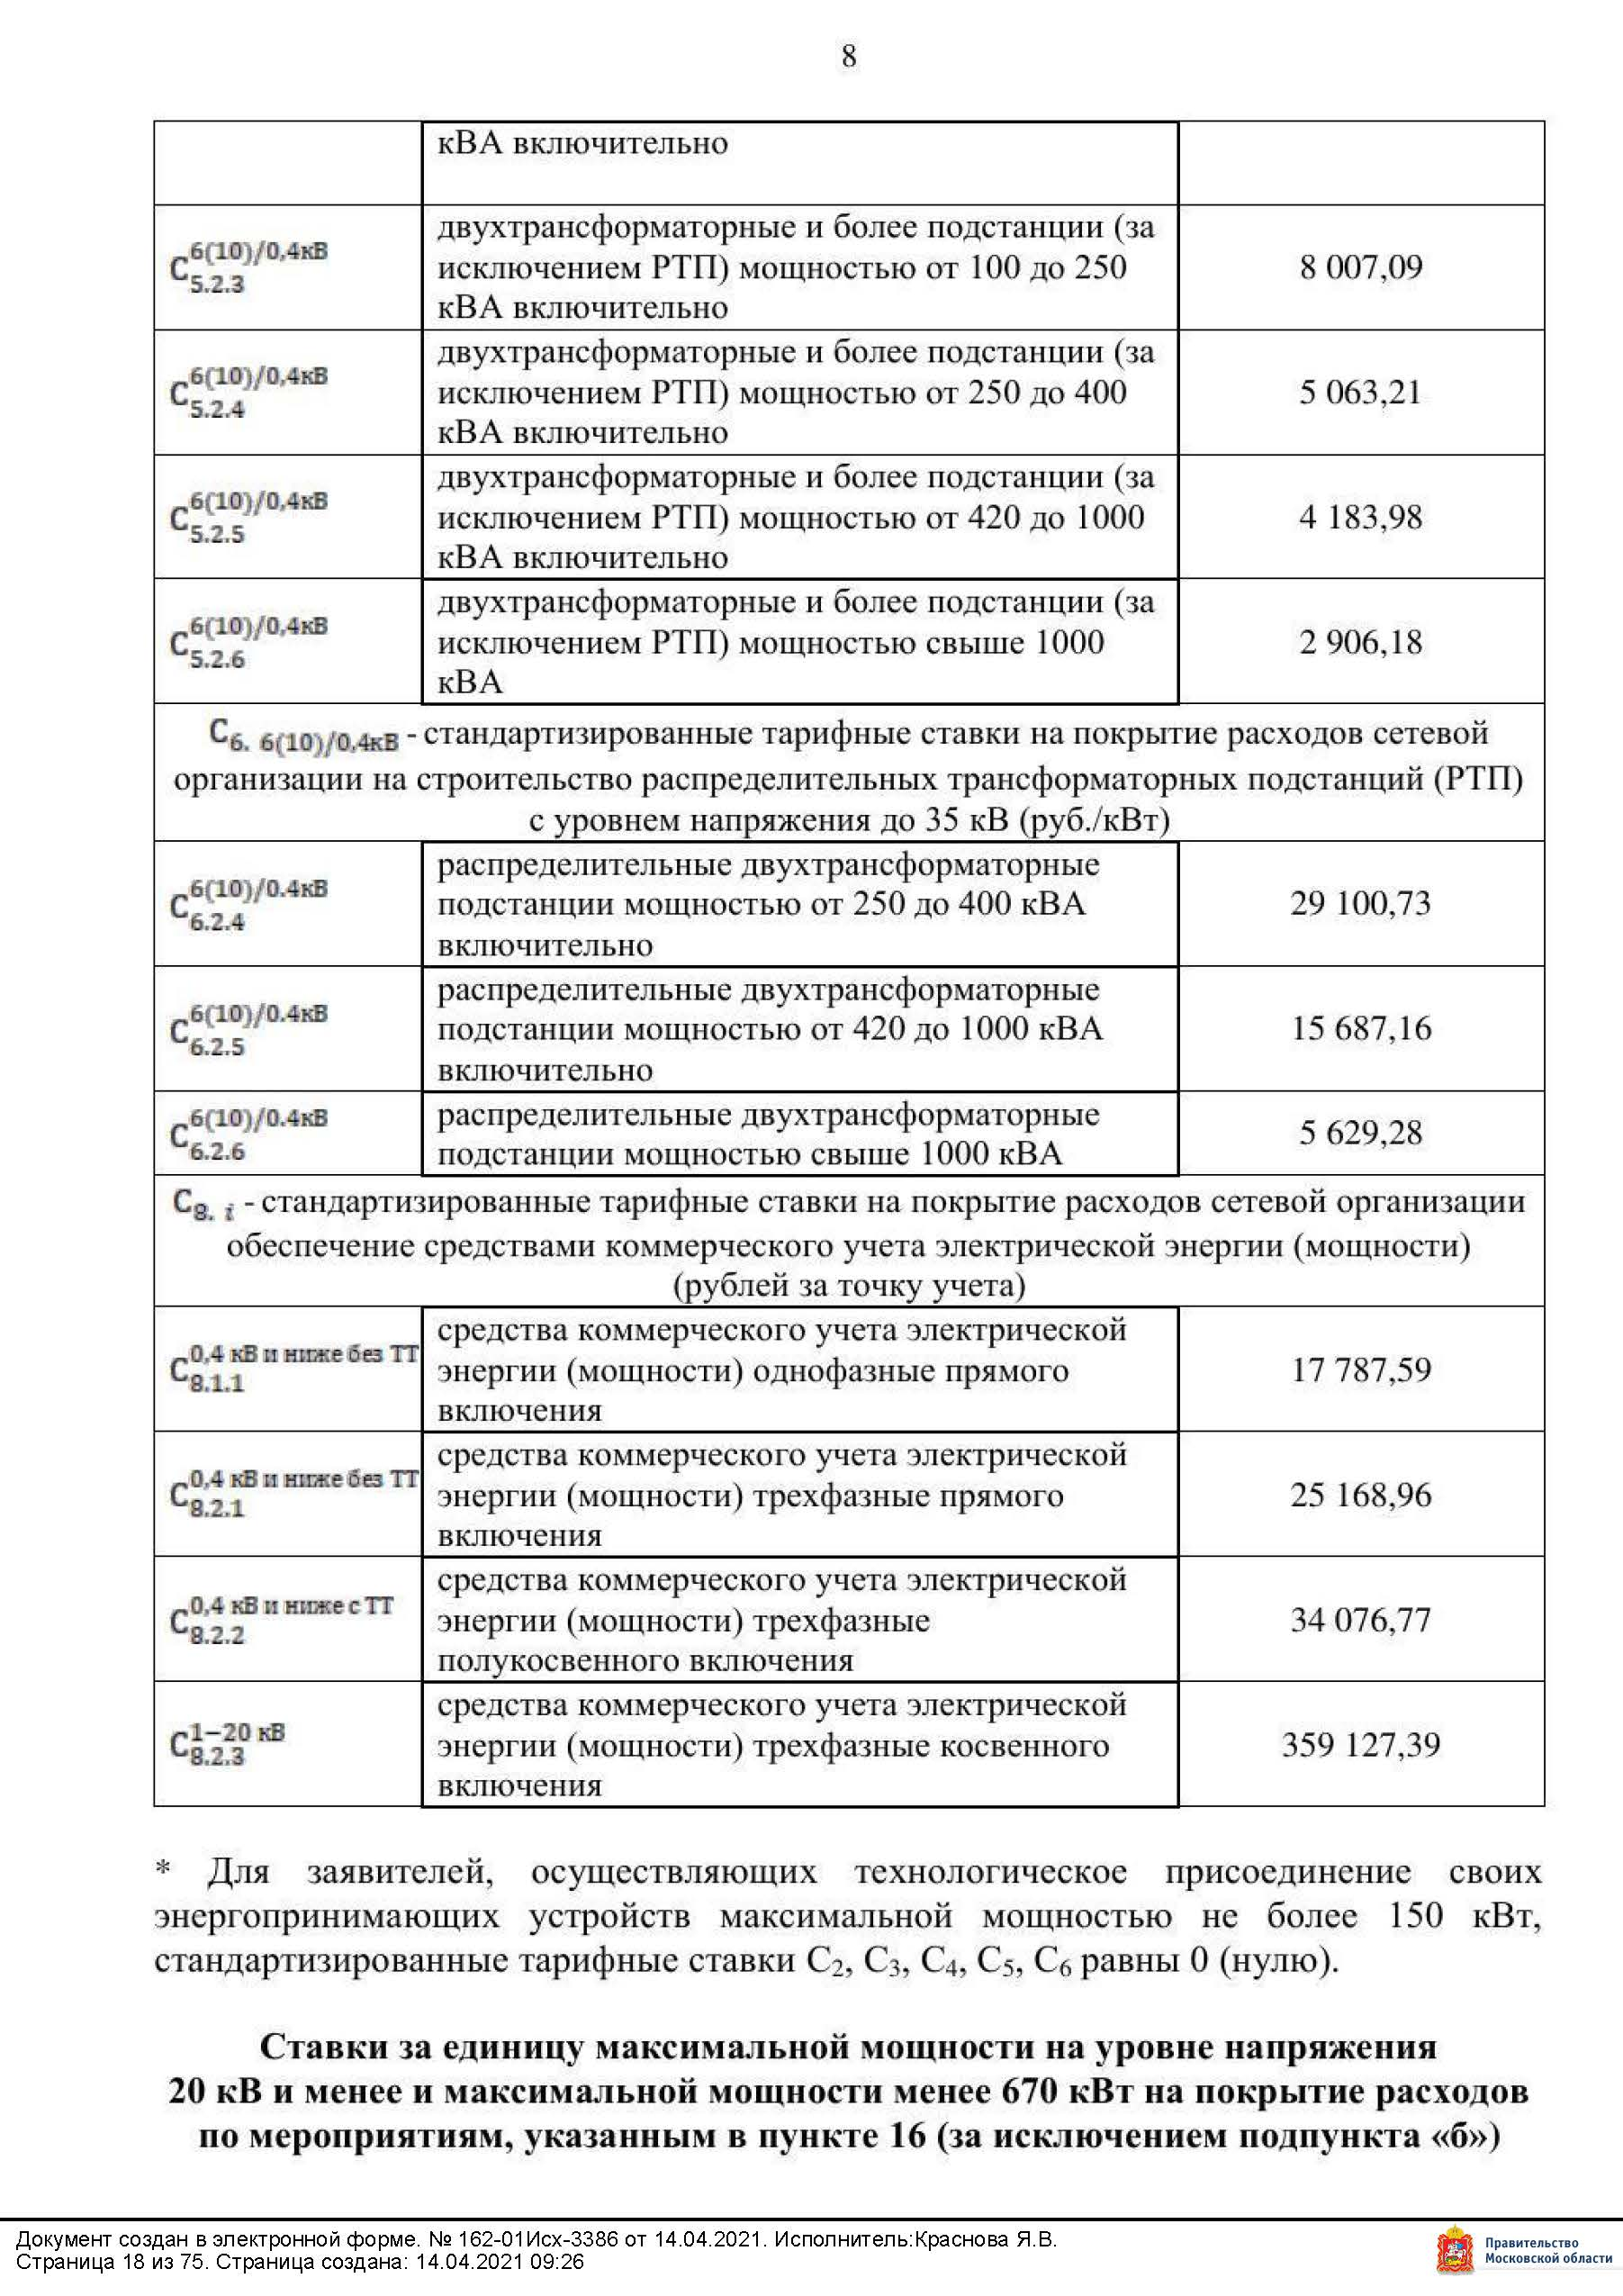 8
кВА включительно
C 6(10)/0,4кВ 5.2.3
двухтрансформаторные и более подстанции (за
исключением РТП) мощностью от 100 до 250
кВА включительно
8 007,09
C 6(10)/0,4кВ 5.2.4
двухтрансформаторные и более подстанции (за
исключением РТП) мощностью от 250 до 400
кВА включительно
5 063,21
C 6(10)/0,4кВ 5.2.5
двухтрансформаторные и более подстанции (за
исключением РТП) мощностью от 420 до 1000
кВА включительно
4 183,98
C 6(10)/0,4кВ 5.2.6
двухтрансформаторные и более подстанции (за
исключением РТП) мощностью свыше 1000
кВА
2 906,18
C6. 6(10)/0,4кВ - стандартизированные тарифные ставки на покрытие расходов сетевой
организации на строительство распределительных трансформаторных подстанций (РТП)
с уровнем напряжения до 35 кВ (руб./кВт)
C 6(10)/0.4кВ 6.2.4
распределительные двухтрансформаторные
подстанции мощностью от 250 до 400 кВА
включительно
29 100,73
C 6(10)/0.4кВ 6.2.5
распределительные двухтрансформаторные
подстанции мощностью от 420 до 1000 кВА
включительно
15 687,16
C 6(10)/0.4кВ 6.2.6
распределительные двухтрансформаторные
подстанции мощностью свыше 1000 кВА
5 629,28
C8. i - стандартизированные тарифные ставки на покрытие расходов сетевой организации
обеспечение средствами коммерческого учета электрической энергии (мощности)
(рублей за точку учета)
C 0,4 кВ и ниже без ТТ 8.1.1
средства коммерческого учета электрической
энергии (мощности) однофазные прямого
включения
17 787,59
C 0,4 кВ и ниже без ТТ 8.2.1
средства коммерческого учета электрической
энергии (мощности) трехфазные прямого
включения
25 168,96
C 0,4 кВ и ниже с ТТ 8.2.2
средства коммерческого учета электрической
энергии (мощности) трехфазные
полукосвенного включения
34 076,77
C 1–20 кВ 8.2.3
средства коммерческого учета электрической
энергии (мощности) трехфазные косвенного
включения
359 127,39
* Для заявителей, осуществляющих технологическое присоединение своих
энергопринимающих устройств максимальной мощностью не более 150 кВт,
стандартизированные тарифные ставки С2, С3, С4, С5, С6 равны 0 (нулю).
Ставки за единицу максимальной мощности на уровне напряжения
20 кВ и менее и максимальной мощности менее 670 кВт на покрытие расходов
по мероприятиям, указанным в пункте 16 (за исключением подпункта «б»)
Документ создан в электронной форме. № 162-01Исх-3386 от 14.04.2021. Исполнитель:Краснова Я.В.
Страница 18 из 75. Страница создана: 14.04.2021 09:26
Правительство
Московской области